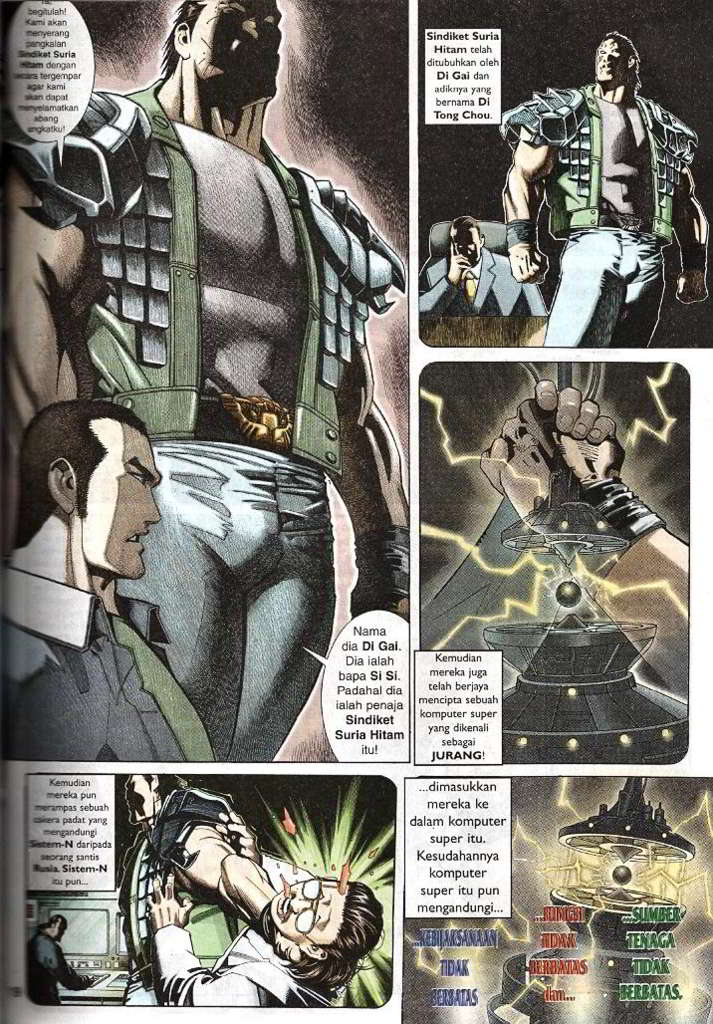 Ya,
begitulah!
Kami akan
menyerang
pangkalan
Sindiket Suria
Hitam dengan
secara tergempar
agar kami
akan dapat
menyelamatkan
abang
angkatku!
Nama
dia Di Gai.
Dia ialah
bapa Si Si.
Padahal dia
ialah penaja
Sindiket
Suria Hitam
itu!
Sindiket Suria
Hitam telah
ditubuhkan oleh
Di Gai dan
adiknya yang
bernama Di
Tong Chou.
Kemudian
mereka juga
telah berjaya
mencipta sebuah
komputer super
yang dikenali
sebagai
JURANG!
Kemudian
mereka pun
merampas sebuah
cakera padat yang
mengandungi
Sistem-N daripada
seorang santis
Rusia. Sistem-N
itu pun...
...dimasukkan
mereka ke
dalam komputer
super itu.
Kesudahannya
komputer
super itu pun
mengandungi...
...KEBIJAKSANAAN
TIDAK
BERBATAS
...FUNGSI
TIDAK
BERBATAS
dan...
...SUMBER
TENAGA
TIDAK
BERBATAS.